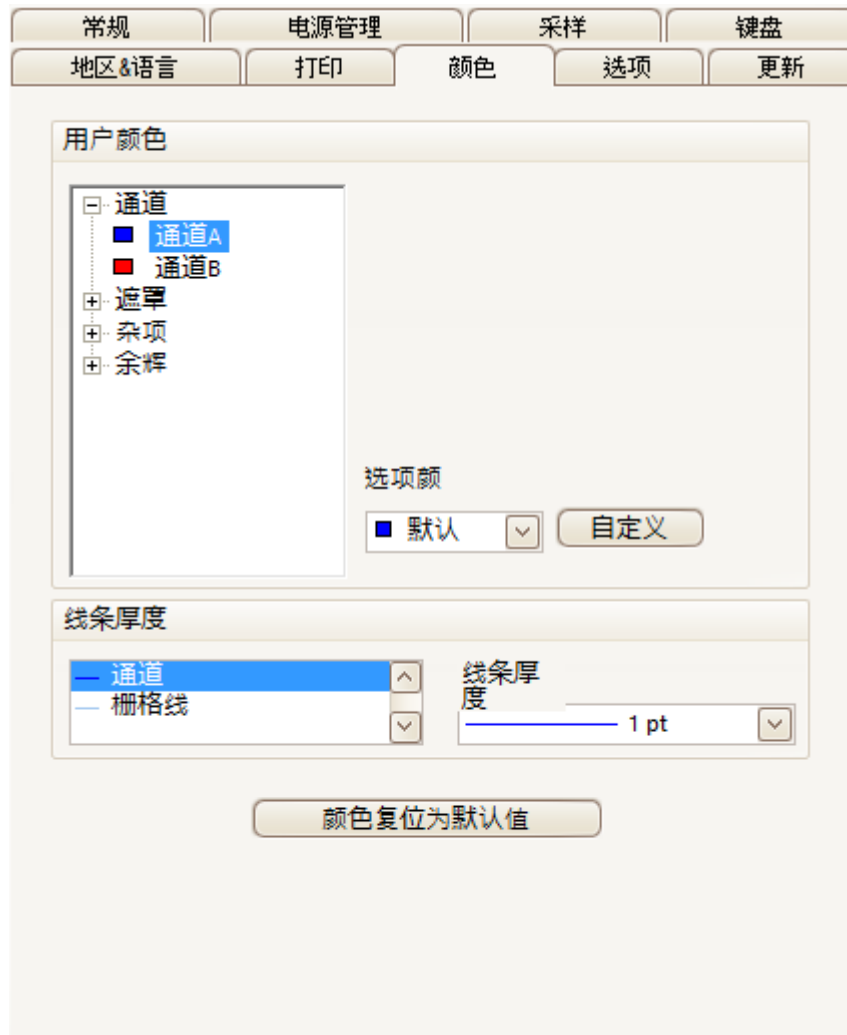 常规 电源管理 采样 键盘
地区&语言 打印 颜色 选项 更新
用户颜色
通道
通道A
通道B
遮罩
杂项
余辉
选项颜
默认 自定义
线条厚度
通道
栅格线
线条厚
度
1 pt
颜色复位为默认值